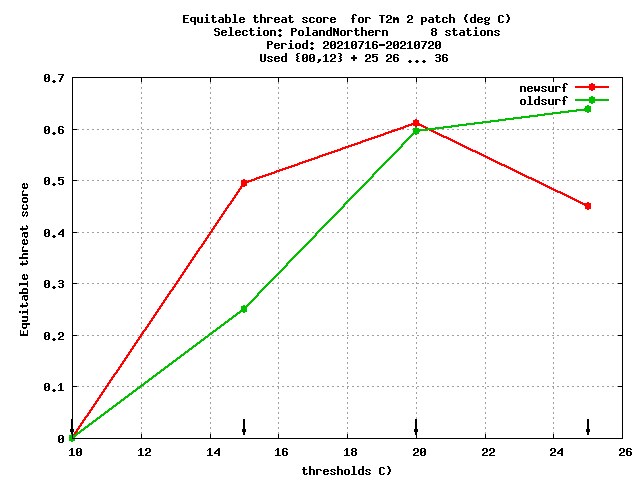 Equitable threat score  for T2m 2 patch (deg C)
Selection: PolandNorthern      8 stations
Period: 20210716-20210720
Used {00,12} + 25 26 ... 36
newsurf
oldsurf
Equitable threat score
0.7
0.6
0.5
0.4
0.3
0.2
0.1
0
10 12 14 16 18 20 22 24 26
thresholds C)